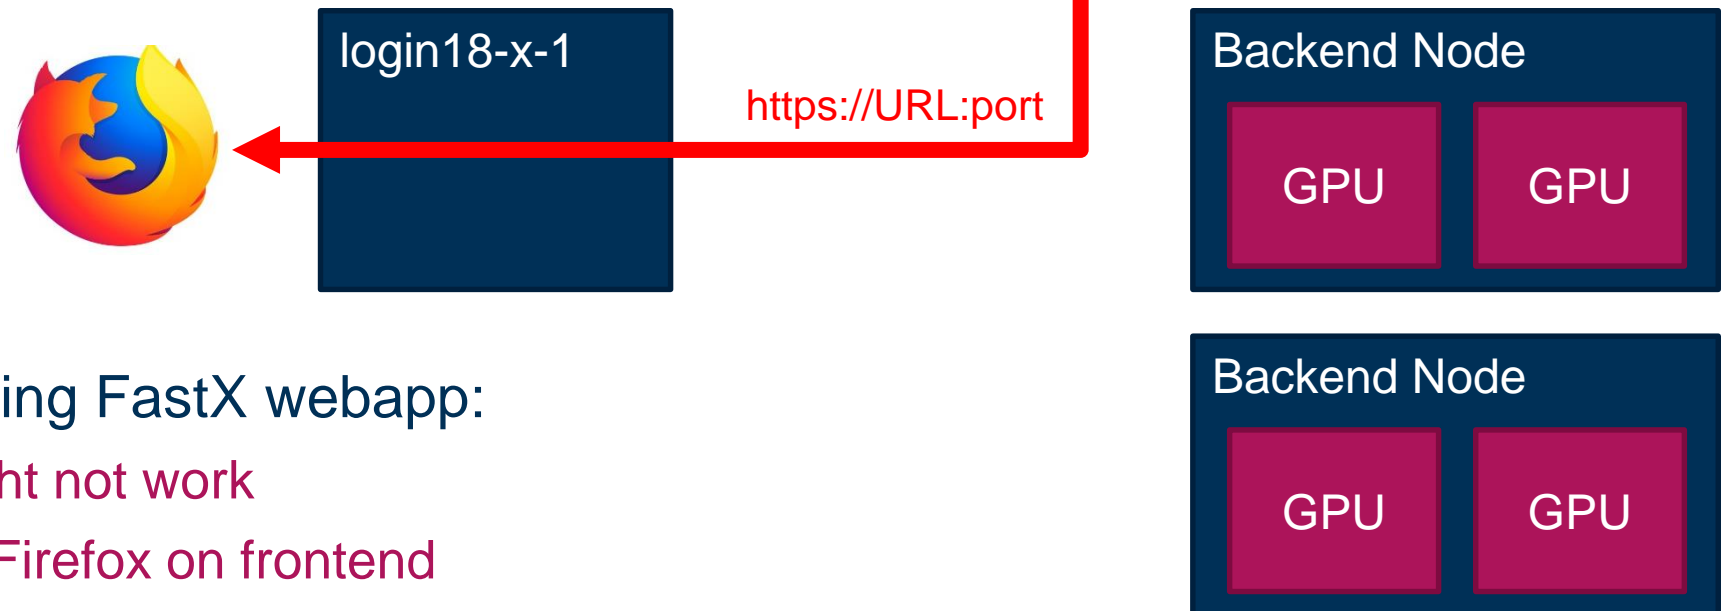 login18-x-1
https://URL:port
Backend Node
GPU GPU
ing FastX webapp:
ht not work
Firefox on frontend
Backend Node
GPU GPU